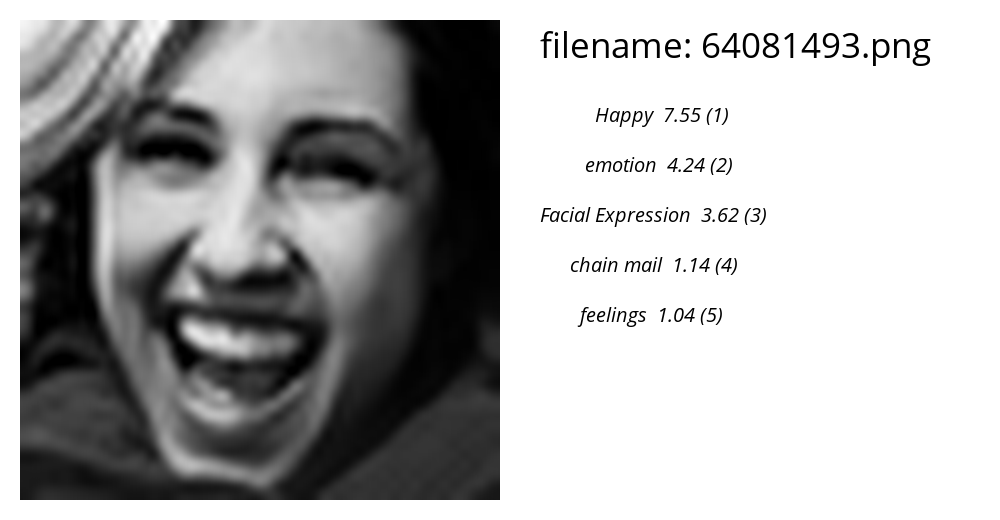 filename: 64081493.png
Happy 7.55 (1)
emotion 4.24 (2)
Facial Expression 3.62 (3)
chain mail 1.14 (4)
feelings 1.04 (5)